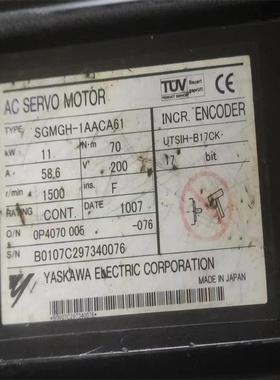 AC SERVO MOTOR
TYPE SGMGH-1AACA61
kW 11 N·m 70
A 58.6 V 200
r/min 1500 ins. F
RATING CONT. DATE 1007
O/N 0P4070 006 -076
S/N B0107C297340076
YASKAWA ELECTRIC CORPORATION
MADE IN JAPAN
*B0107C297340076*
TÜV
CE
INCR. ENCODER
UTSIH-B17CK
17 bit